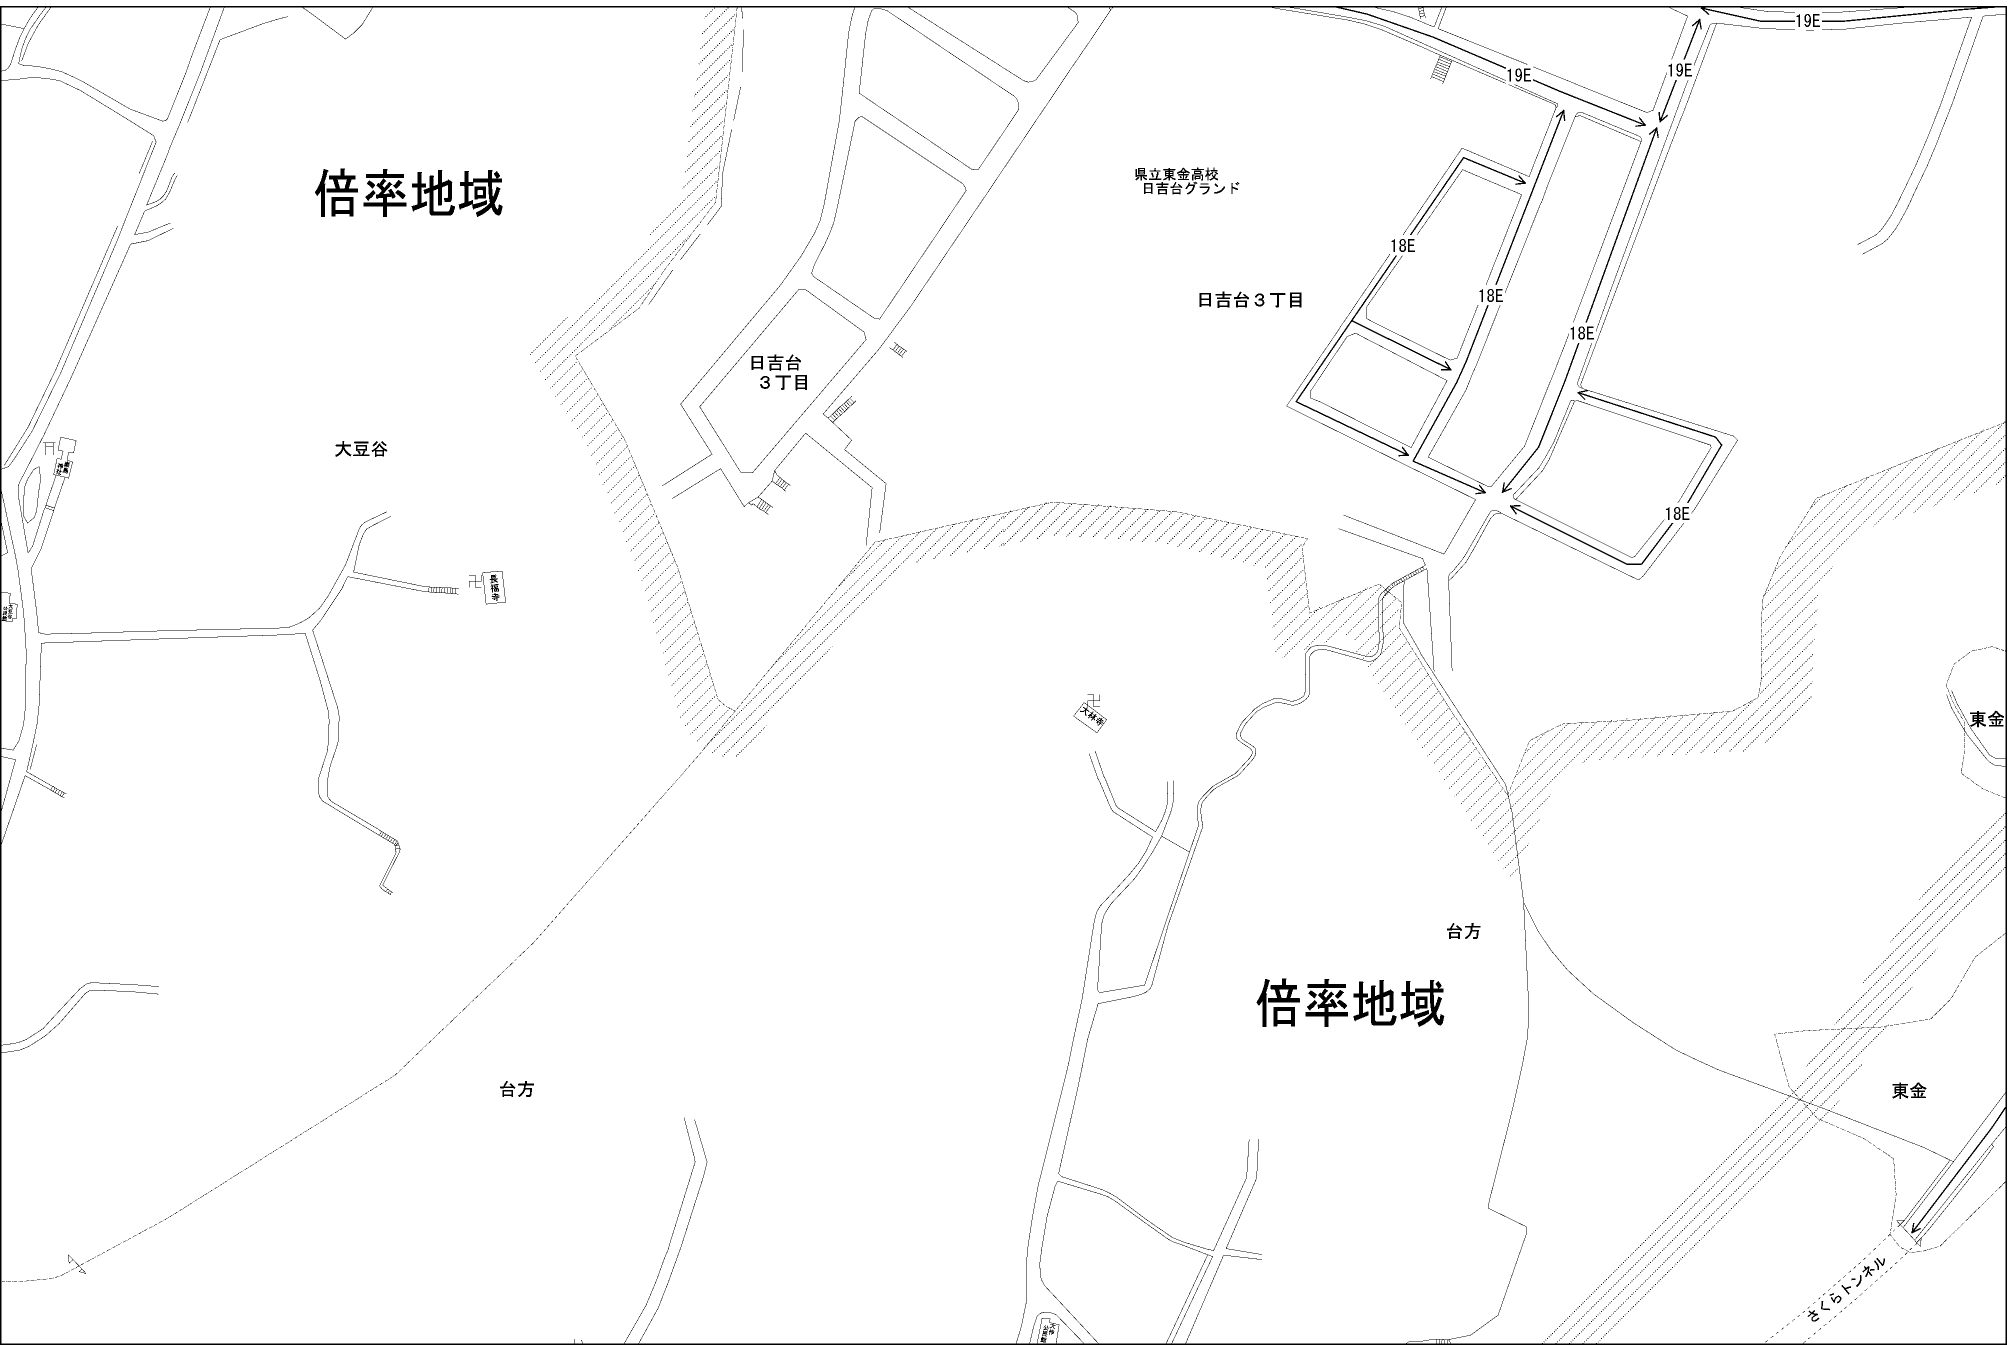 19E
19E
19E
倍率地域
県立東金高校
日吉台グランド
18E
18E
日吉台３丁目
18E
日吉台
３丁目
大豆谷
18E
長福寺
大林寺
東金
台方
倍率地域
台方
東金
さくらトンネル